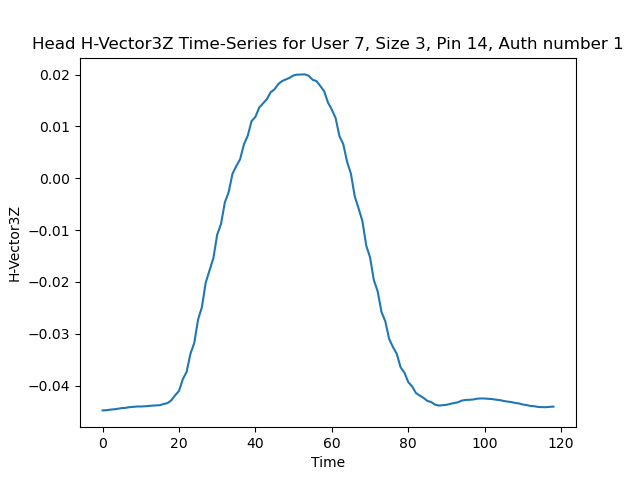 Head H-Vector3Z Time-Series for User 7, Size 3, Pin 14, Auth number 1
0.02
0.01
0.00
−0.01
−0.02
−0.03
−0.04
H-Vector3Z
0 20 40 60 80 100 120
Time